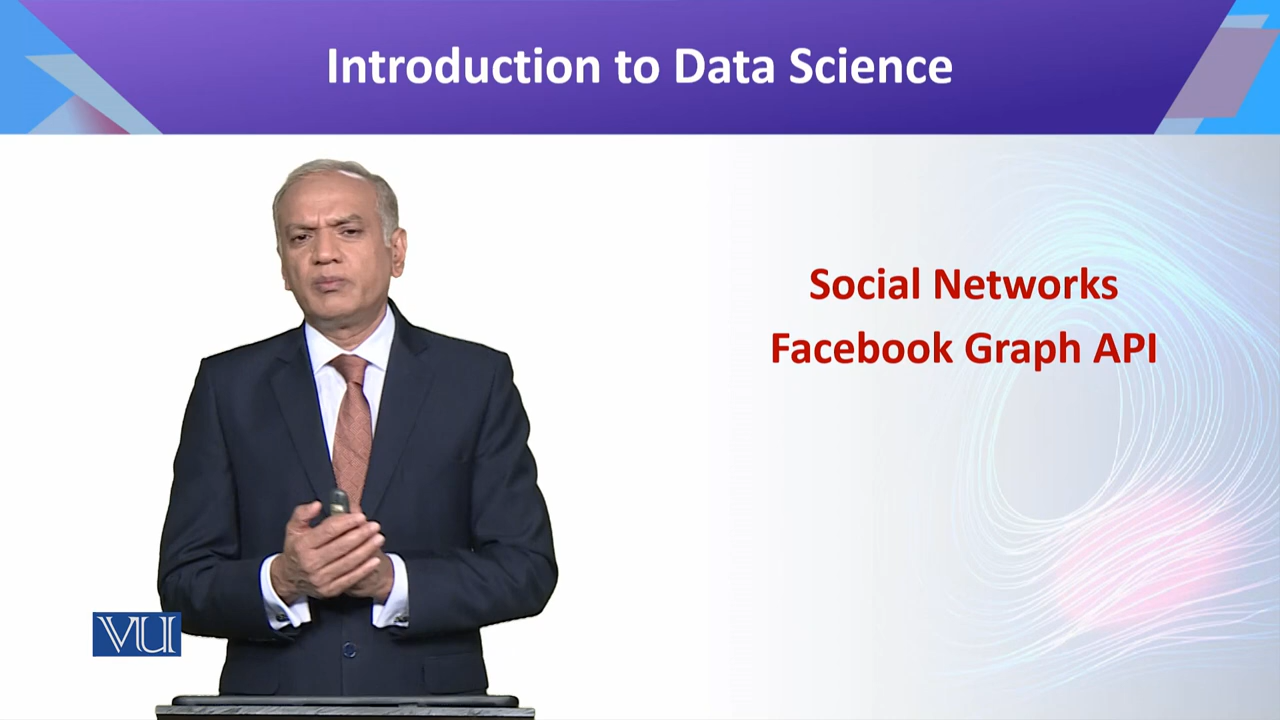 Introduction to Data Science
Social Networks
Facebook Graph API
VU